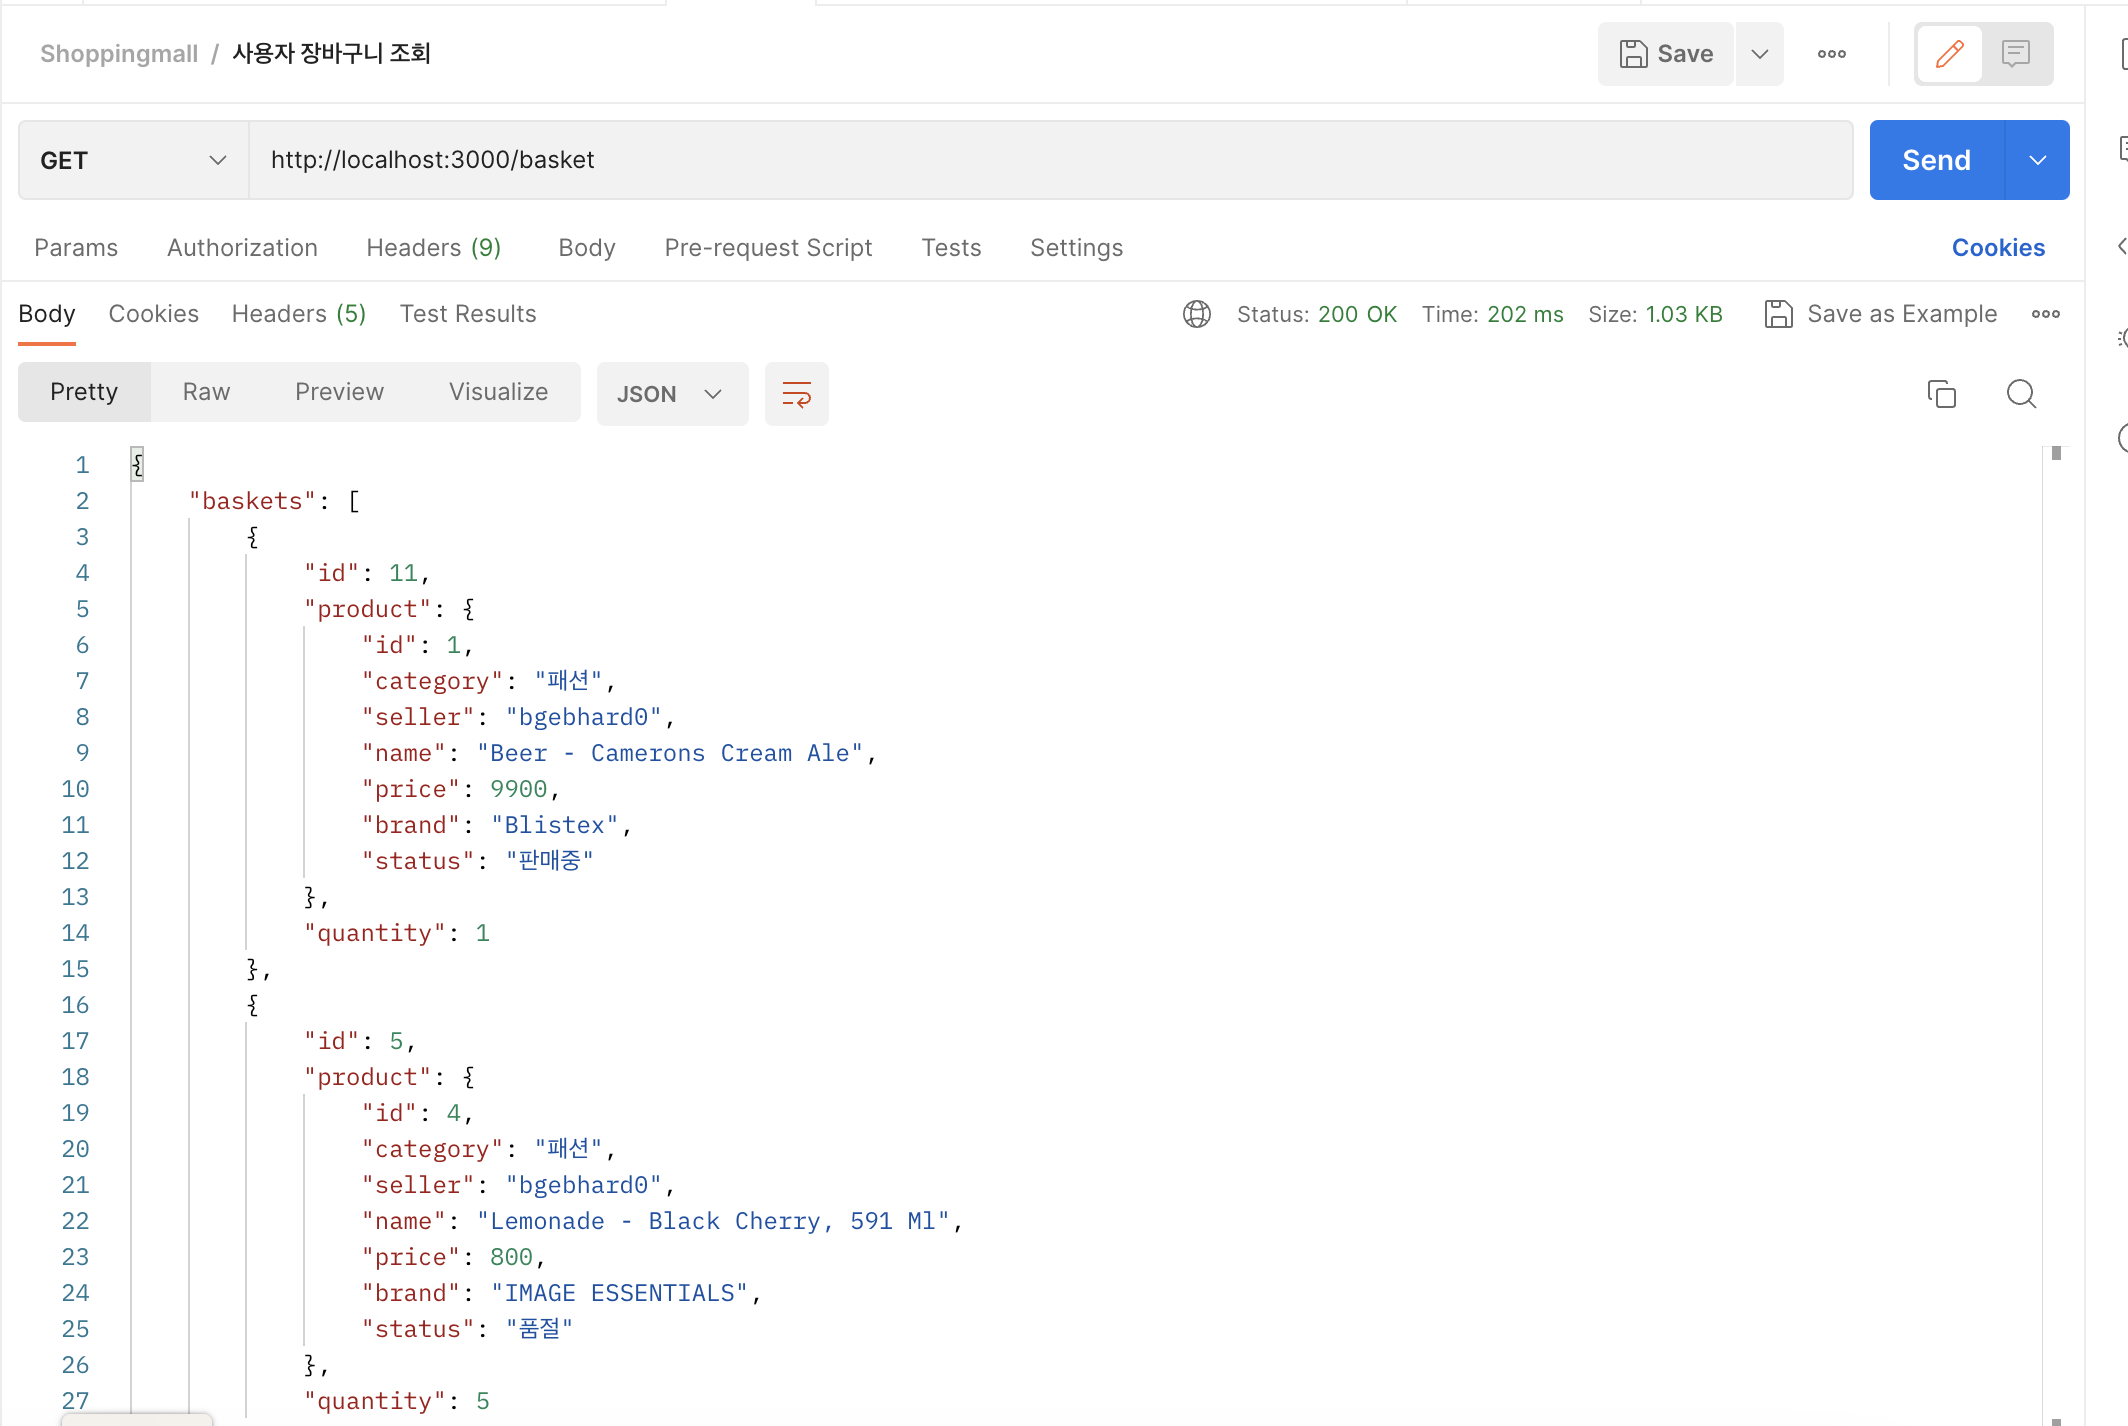 Shoppingmall / 사용자 장바구니 조회
Save
GET http://localhost:3000/basket Send
Params Authorization Headers (9) Body Pre-request Script Tests Settings Cookies
Body Cookies Headers (5) Test Results Status: 200 OK Time: 202 ms Size: 1.03 KB Save as Example
Pretty Raw Preview Visualize JSON
1 {
2 "baskets": [
3 {
4 "id": 11,
5 "product": {
6 "id": 1,
7 "category": "패션",
8 "seller": "bgebhard0",
9 "name": "Beer - Camerons Cream Ale",
10 "price": 9900,
11 "brand": "Blistex",
12 "status": "판매중"
13 },
14 "quantity": 1
15 },
16 {
17 "id": 5,
18 "product": {
19 "id": 4,
20 "category": "패션",
21 "seller": "bgebhard0",
22 "name": "Lemonade - Black Cherry, 591 Ml",
23 "price": 800,
24 "brand": "IMAGE ESSENTIALS",
25 "status": "품절"
26 },
27 "quantity": 5